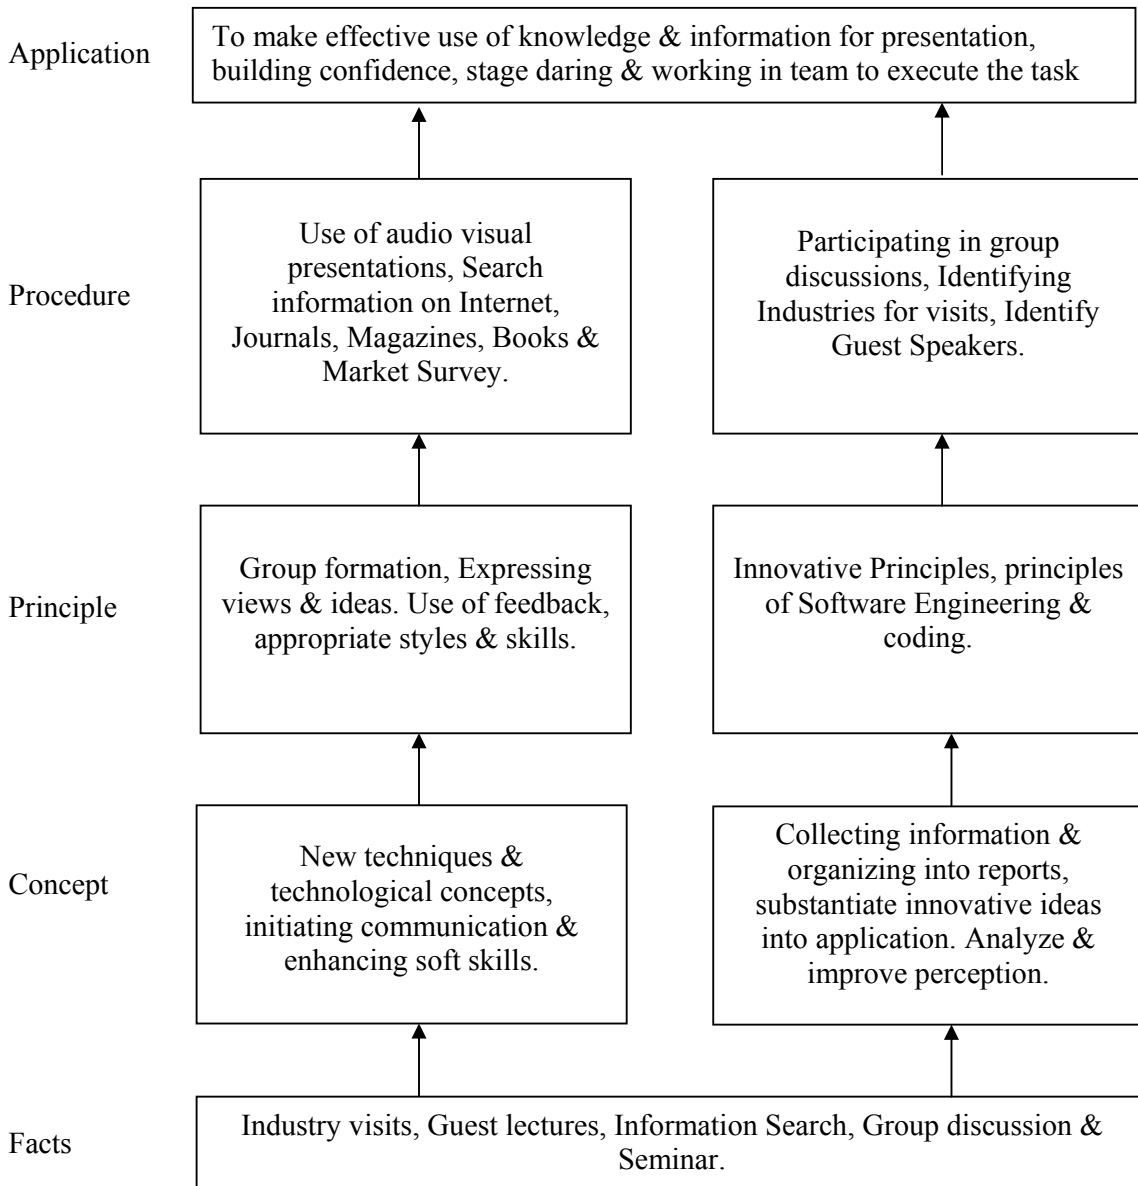 Application
To make effective use of knowledge & information for presentation,
building confidence, stage daring & working in team to execute the task
Procedure
Use of audio visual
presentations, Search
information on Internet,
Journals, Magazines, Books &
Market Survey.
Participating in group
discussions, Identifying
Industries for visits, Identify
Guest Speakers.
Principle
Group formation, Expressing
views & ideas. Use of feedback,
appropriate styles & skills.
Innovative Principles, principles
of Software Engineering &
coding.
Concept
New techniques &
technological concepts,
initiating communication &
enhancing soft skills.
Collecting information &
organizing into reports,
substantiate innovative ideas
into application. Analyze &
improve perception.
Facts
Industry visits, Guest lectures, Information Search, Group discussion &
Seminar.